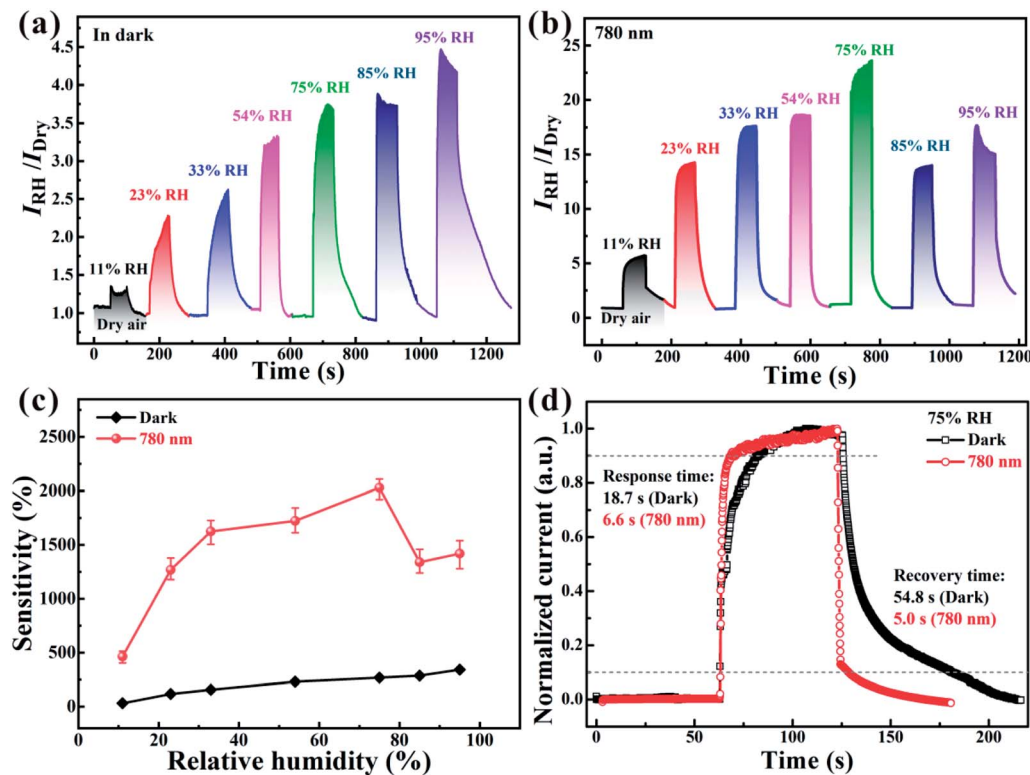 (a)
In dark
4.5
4.0
3.5
3.0
2.5
2.0
1.5
1.0
I_RH / I_Dry
11% RH
23% RH
33% RH
54% RH
75% RH
85% RH
95% RH
Dry air
0 200 400 600 800 1000 1200
Time (s)
(b)
780 nm
25
20
15
10
5
0
I_RH / I_Dry
11% RH
23% RH
33% RH
54% RH
75% RH
85% RH
95% RH
Dry air
0 200 400 600 800 1000 1200
Time (s)
(c)
Dark
780 nm
2500
2000
1500
1000
500
0
Sensitivity (%)
0 20 40 60 80 100
Relative humidity (%)
(d)
75% RH
Dark
780 nm
1.0
0.8
0.6
0.4
0.2
0.0
Normalized current (a.u.)
Response time:
18.7 s (Dark)
6.6 s (780 nm)
Recovery time:
54.8 s (Dark)
5.0 s (780 nm)
0 50 100 150 200
Time (s)